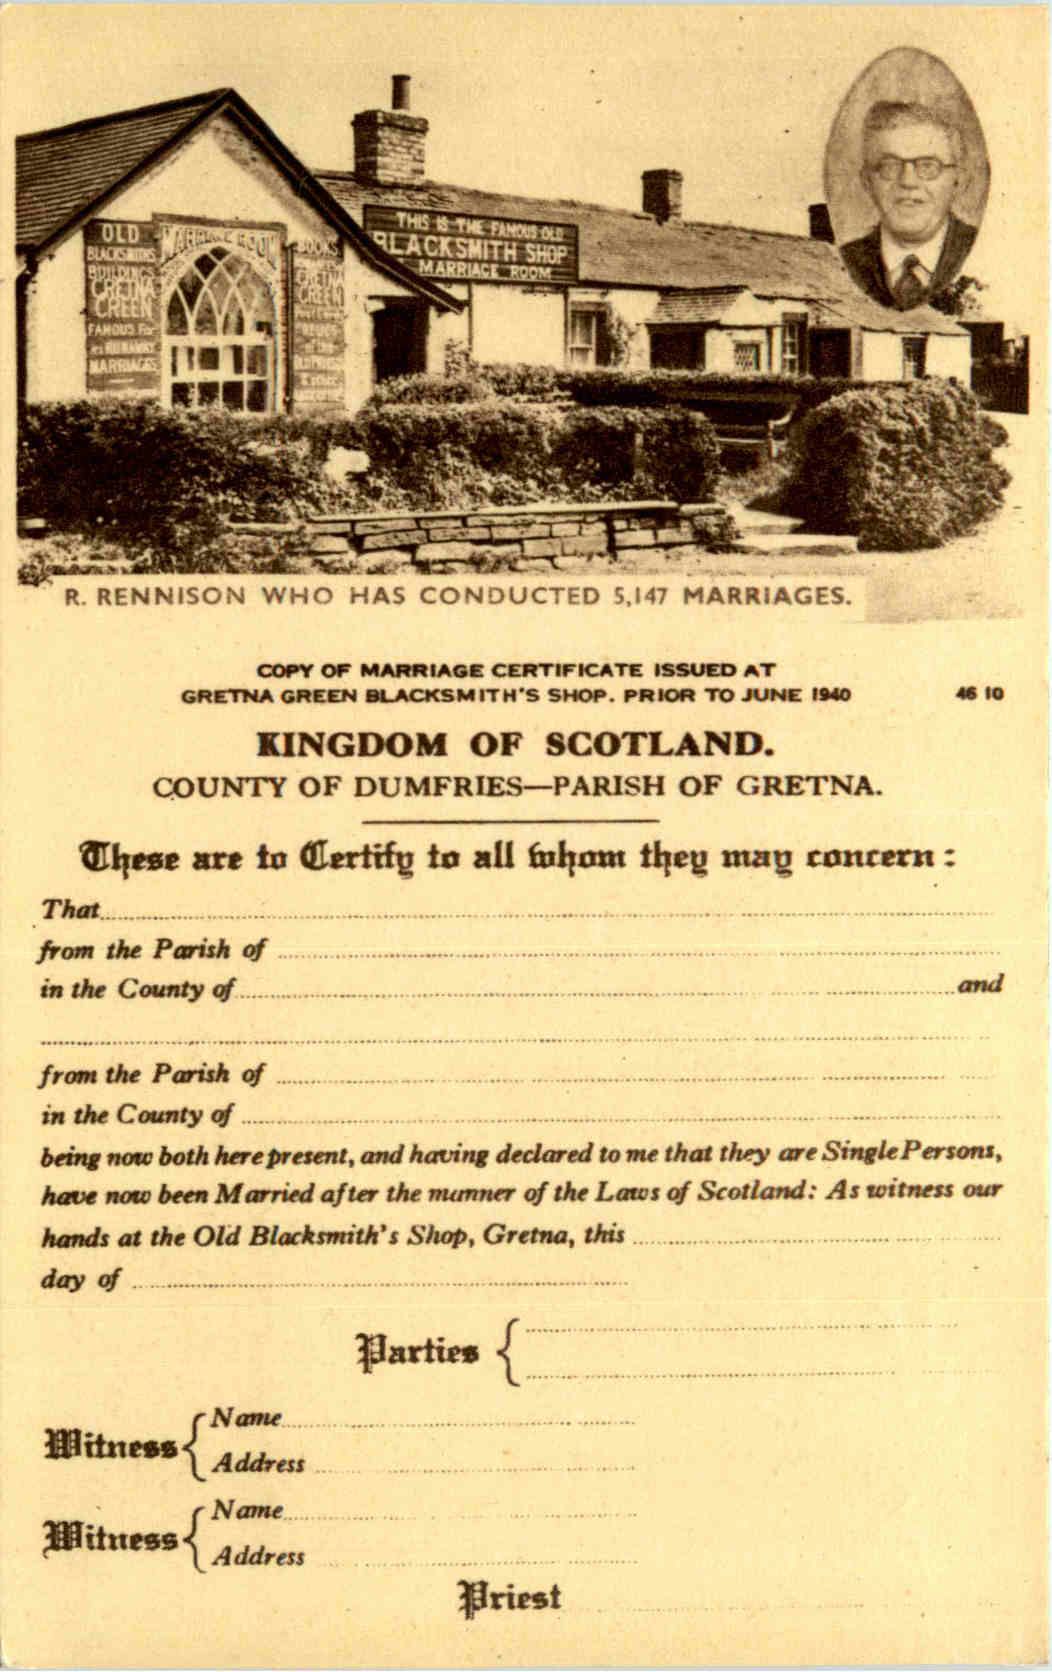 OLD
BLACKSMITHS
BUILDINGS
GRETNA
GREEN
FAMOUS For
its RUNAWAY
MARRIAGES
MARRIAGE ROOM
BOOKS
GRETNA
GREEN
THIS IS THE FAMOUS OLD
BLACKSMITH SHOP
MARRIAGE ROOM
R. RENNISON WHO HAS CONDUCTED 5,147 MARRIAGES.
COPY OF MARRIAGE CERTIFICATE ISSUED AT
GRETNA GREEN BLACKSMITH'S SHOP. PRIOR TO JUNE 1940 46 10
KINGDOM OF SCOTLAND.
COUNTY OF DUMFRIES—PARISH OF GRETNA.
These are to Certify to all whom they may concern :
That
from the Parish of
in the County of and
from the Parish of
in the County of
being now both here present, and having declared to me that they are Single Persons,
have now been Married after the manner of the Laws of Scotland: As witness our
hands at the Old Blacksmith's Shop, Gretna, this
day of
Parties
Witness Name
Address
Witness Name
Address
Priest